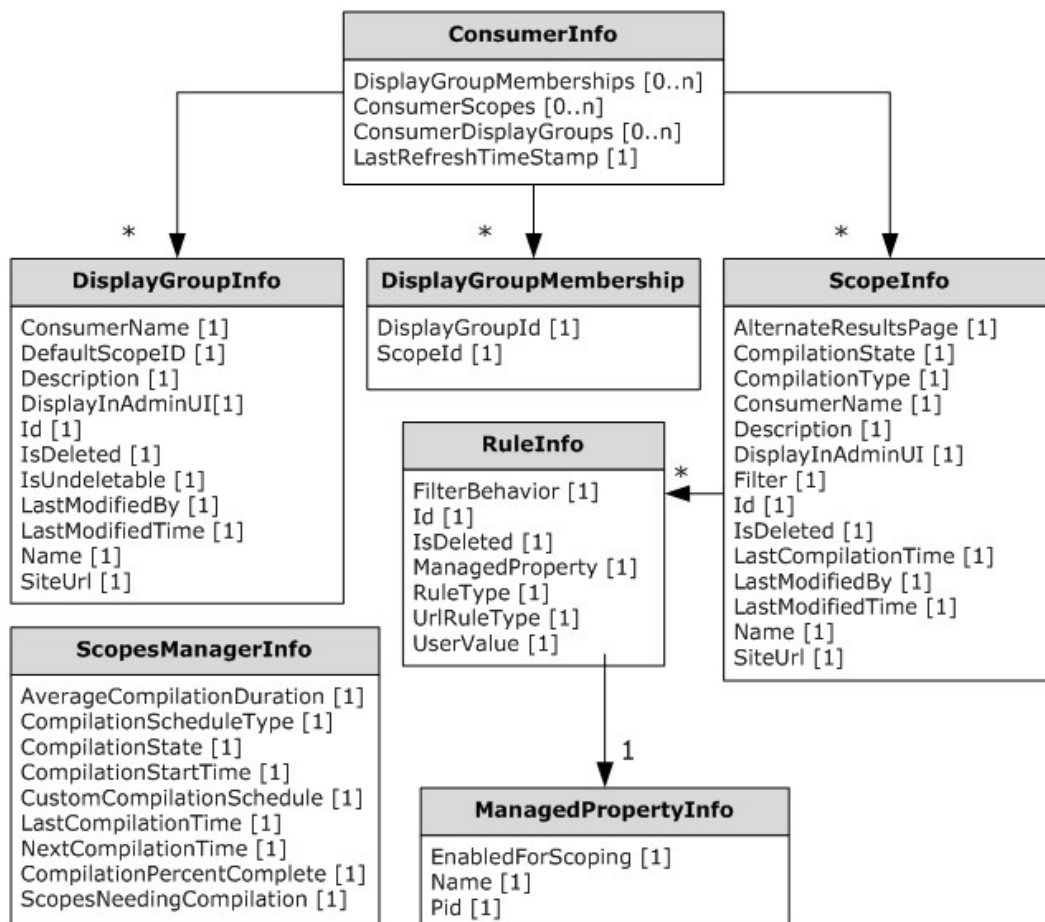 ConsumerInfo
DisplayGroupMemberships [0..n]
ConsumerScopes [0..n]
ConsumerDisplayGroups [0..n]
LastRefreshTimeStamp [1]
*
*
*
DisplayGroupInfo
ConsumerName [1]
DefaultScopeID [1]
Description [1]
DisplayInAdminUI[1]
Id [1]
IsDeleted [1]
IsUndeletable [1]
LastModifiedBy [1]
LastModifiedTime [1]
Name [1]
SiteUrl [1]
DisplayGroupMembership
DisplayGroupId [1]
ScopeId [1]
ScopeInfo
AlternateResultsPage [1]
CompilationState [1]
CompilationType [1]
ConsumerName [1]
Description [1]
DisplayInAdminUI [1]
Filter [1]
Id [1]
IsDeleted [1]
LastCompilationTime [1]
LastModifiedBy [1]
LastModifiedTime [1]
Name [1]
SiteUrl [1]
*
RuleInfo
FilterBehavior [1]
Id [1]
IsDeleted [1]
ManagedProperty [1]
RuleType [1]
UrlRuleType [1]
UserValue [1]
ScopesManagerInfo
AverageCompilationDuration [1]
CompilationScheduleType [1]
CompilationState [1]
CompilationStartTime [1]
CustomCompilationSchedule [1]
LastCompilationTime [1]
NextCompilationTime [1]
CompilationPercentComplete [1]
ScopesNeedingCompilation [1]
1
ManagedPropertyInfo
EnabledForScoping [1]
Name [1]
Pid [1]